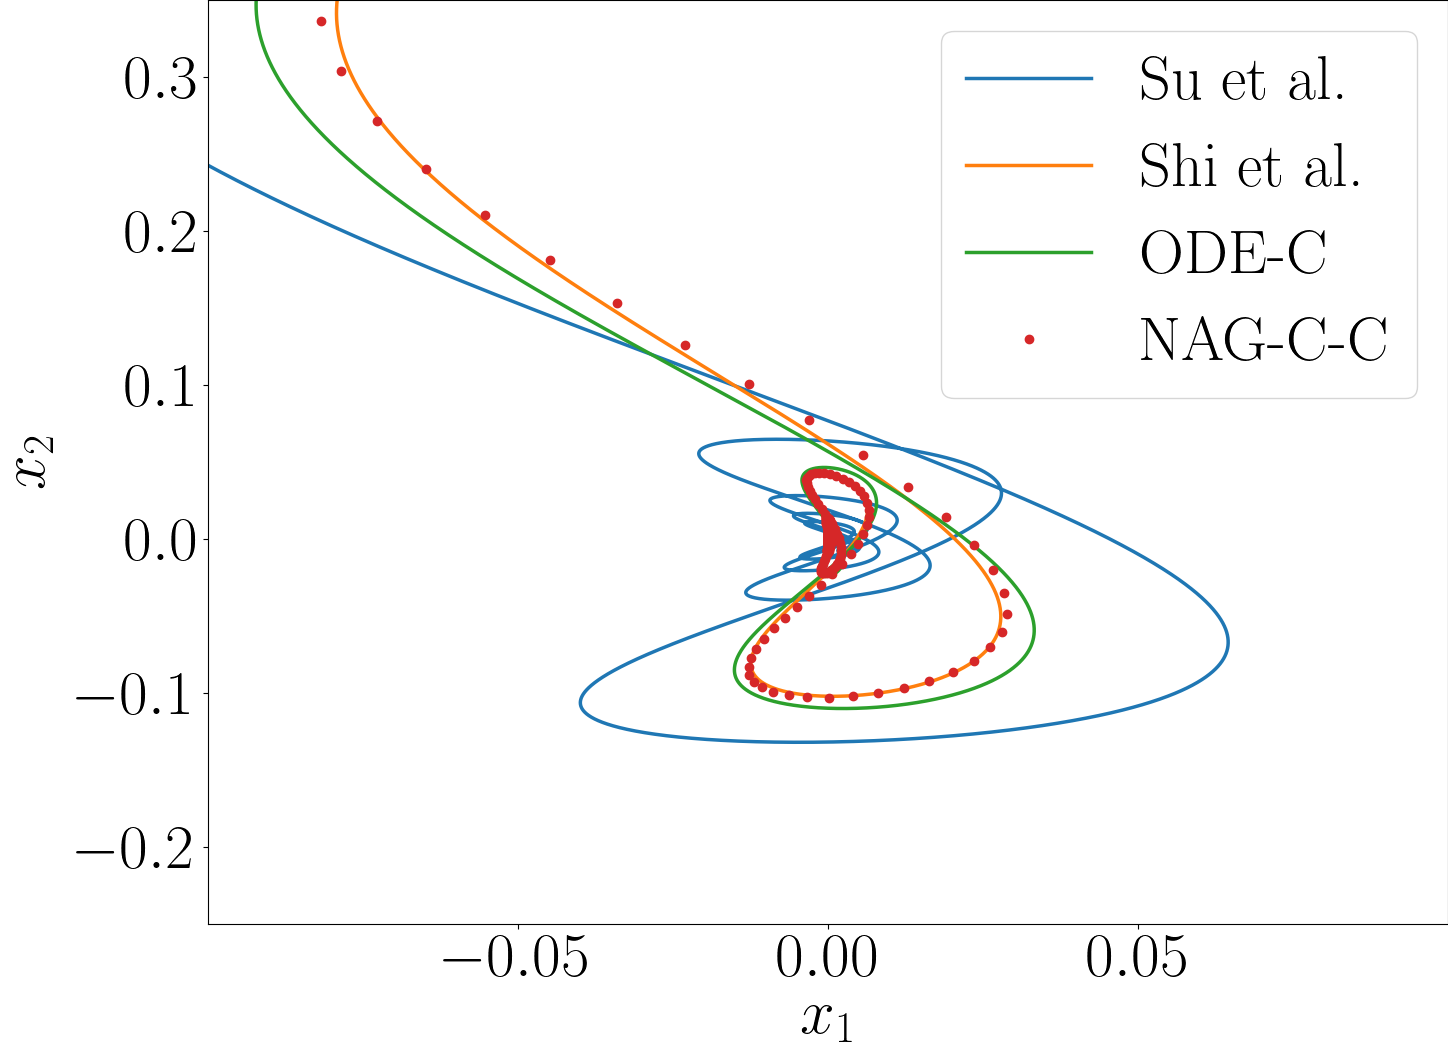 Su et al.
Shi et al.
ODE-C
NAG-C-C
0.3
0.2
0.1
0.0
−0.1
−0.2
x₂
−0.05 0.00 0.05
x₁